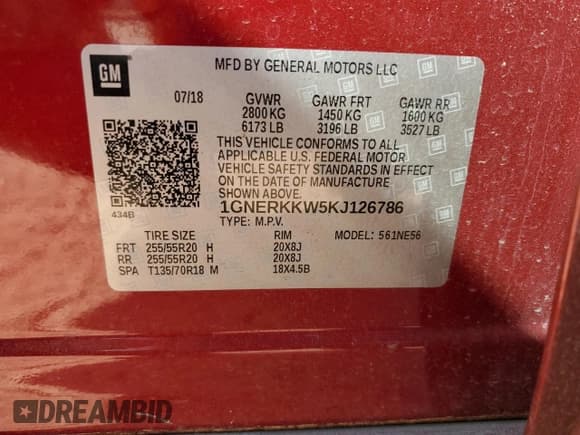 GM
MFD BY GENERAL MOTORS LLC
07/18 GVWR GAWR FRT GAWR RR
2800 KG 1450 KG 1600 KG
6173 LB 3196 LB 3527 LB
THIS VEHICLE CONFORMS TO ALL
APPLICABLE U.S. FEDERAL MOTOR
VEHICLE SAFETY STANDARDS IN EFFECT
ON THE DATE OF MANUFACTURE
SHOWN ABOVE.
434B
1GNERKKW5KJ126786
TYPE: M.P.V.
TIRE SIZE RIM MODEL: 561NE56
FRT 255/55R20 H 20X8J
RR 255/55R20 H 20X8J
SPA T135/70R18 M 18X4.5B
DREAMBID